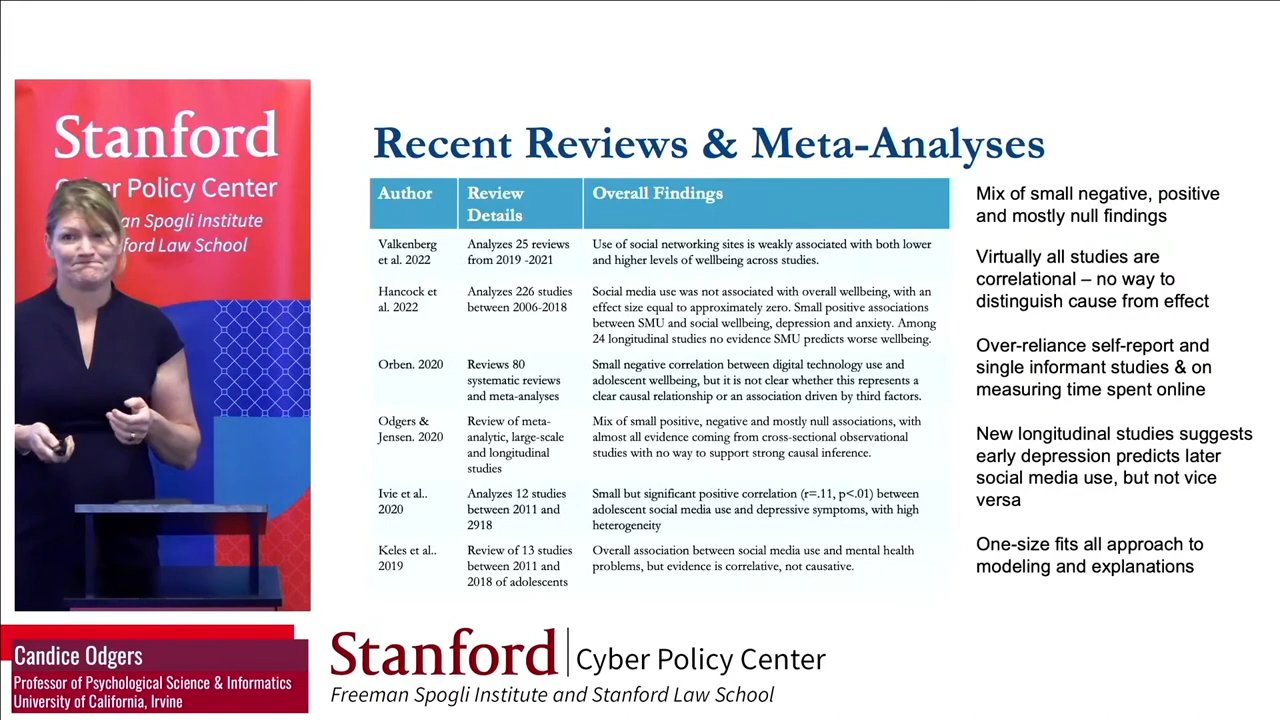 Stanford
Cyber Policy Center
an Spogli Institute
ford Law School
Recent Reviews & Meta-Analyses
Author
Review
Details
Overall Findings
Valkenberg
et al. 2022
Analyzes 25 reviews
from 2019 -2021
Use of social networking sites is weakly associated with both lower
and higher levels of wellbeing across studies.
Hancock et
al. 2022
Analyzes 226 studies
between 2006-2018
Social media use was not associated with overall wellbeing, with an
effect size equal to approximately zero. Small positive associations
between SMU and social wellbeing, depression and anxiety. Among
24 longitudinal studies no evidence SMU predicts worse wellbeing.
Orben. 2020
Reviews 80
systematic reviews
and meta-analyses
Small negative correlation between digital technology use and
adolescent wellbeing, but it is not clear whether this represents a
clear causal relationship or an association driven by third factors.
Odgers &
Jensen. 2020
Review of meta-
analytic, large-scale
and longitudinal
studies
Mix of small positive, negative and mostly null associations, with
almost all evidence coming from cross-sectional observational
studies with no way to support strong causal inference.
Ivie et al..
2020
Analyzes 12 studies
between 2011 and
2918
Small but significant positive correlation (r=.11, p<.01) between
adolescent social media use and depressive symptoms, with high
heterogeneity
Keles et al..
2019
Review of 13 studies
between 2011 and
2018 of adolescents
Overall association between social media use and mental health
problems, but evidence is correlative, not causative.
Mix of small negative, positive
and mostly null findings
Virtually all studies are
correlational – no way to
distinguish cause from effect
Over-reliance self-report and
single informant studies & on
measuring time spent online
New longitudinal studies suggests
early depression predicts later
social media use, but not vice
versa
One-size fits all approach to
modeling and explanations
Candice Odgers
Professor of Psychological Science & Informatics
University of California, Irvine
Stanford Cyber Policy Center
Freeman Spogli Institute and Stanford Law School